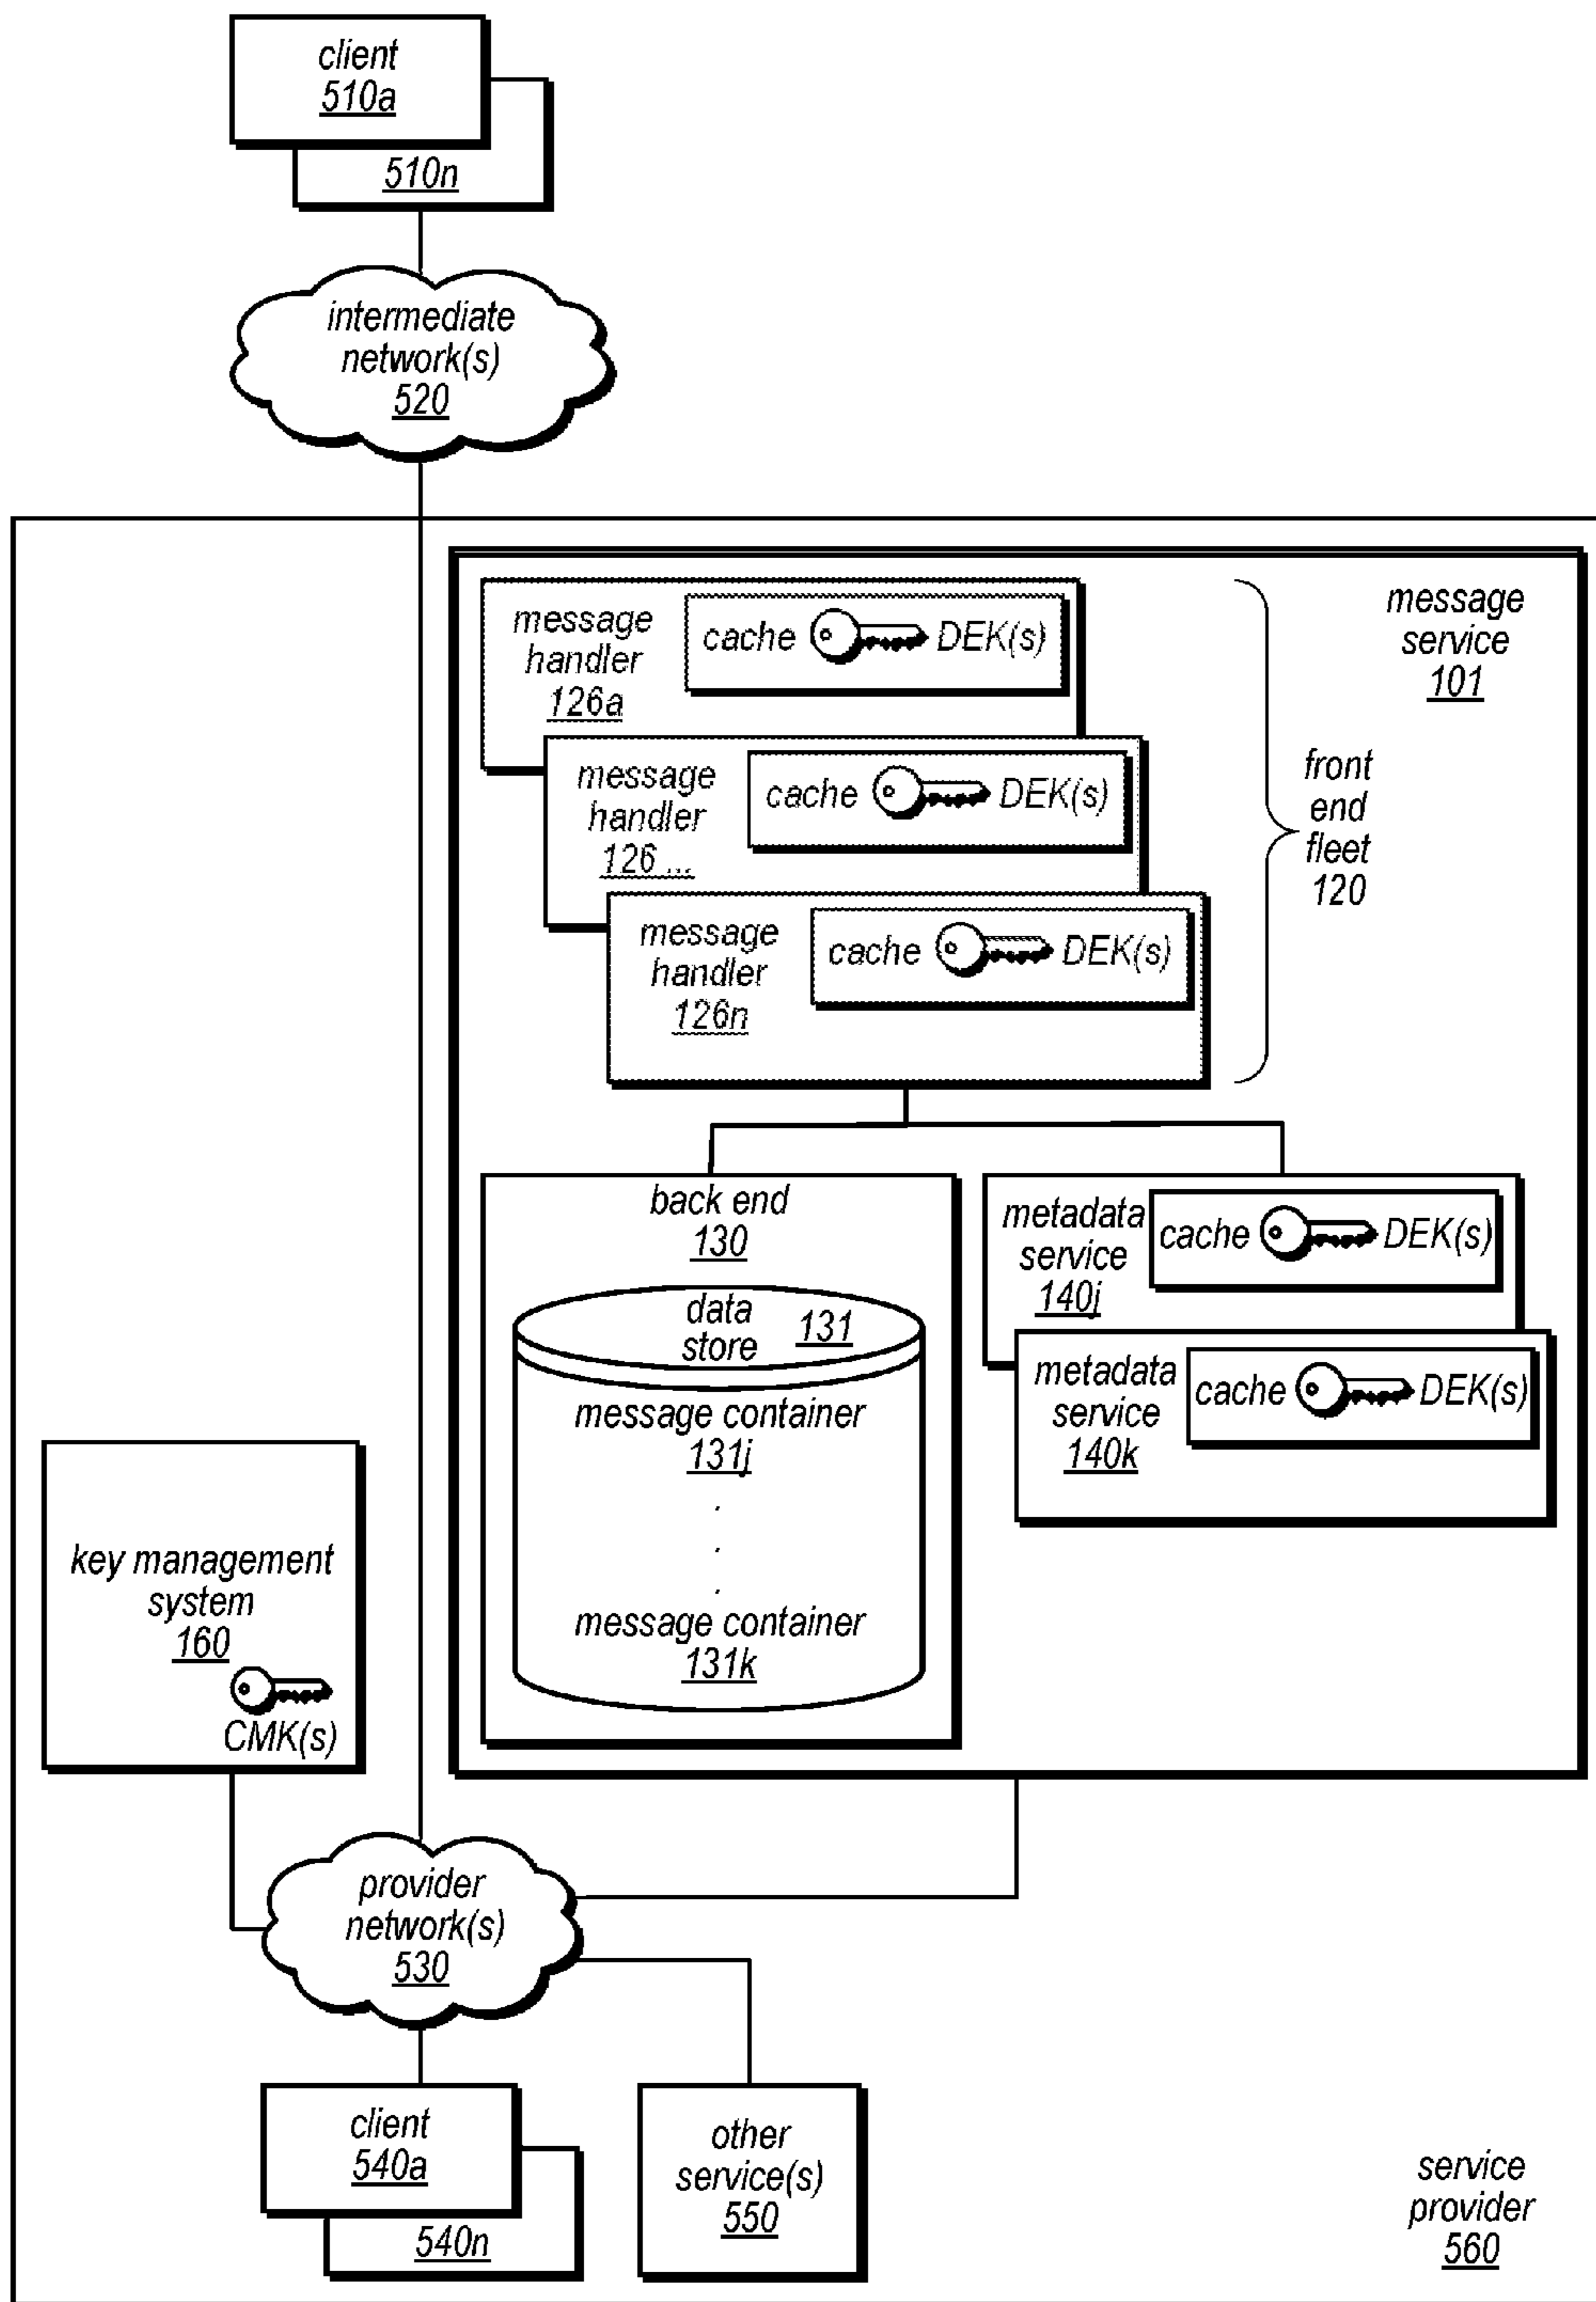 client
510a
510n
intermediate
network(s)
520
message
service
101
message
handler
126a
cache DEK(s)
message
handler
126 ...
cache DEK(s)
message
handler
126n
cache DEK(s)
front
end
fleet
120
back end
130
data
store
131
message container
131j
.
.
.
message container
131k
metadata
service
140j
cache DEK(s)
metadata
service
140k
cache DEK(s)
key management
system
160
CMK(s)
provider
network(s)
530
client
540a
540n
other
service(s)
550
service
provider
560